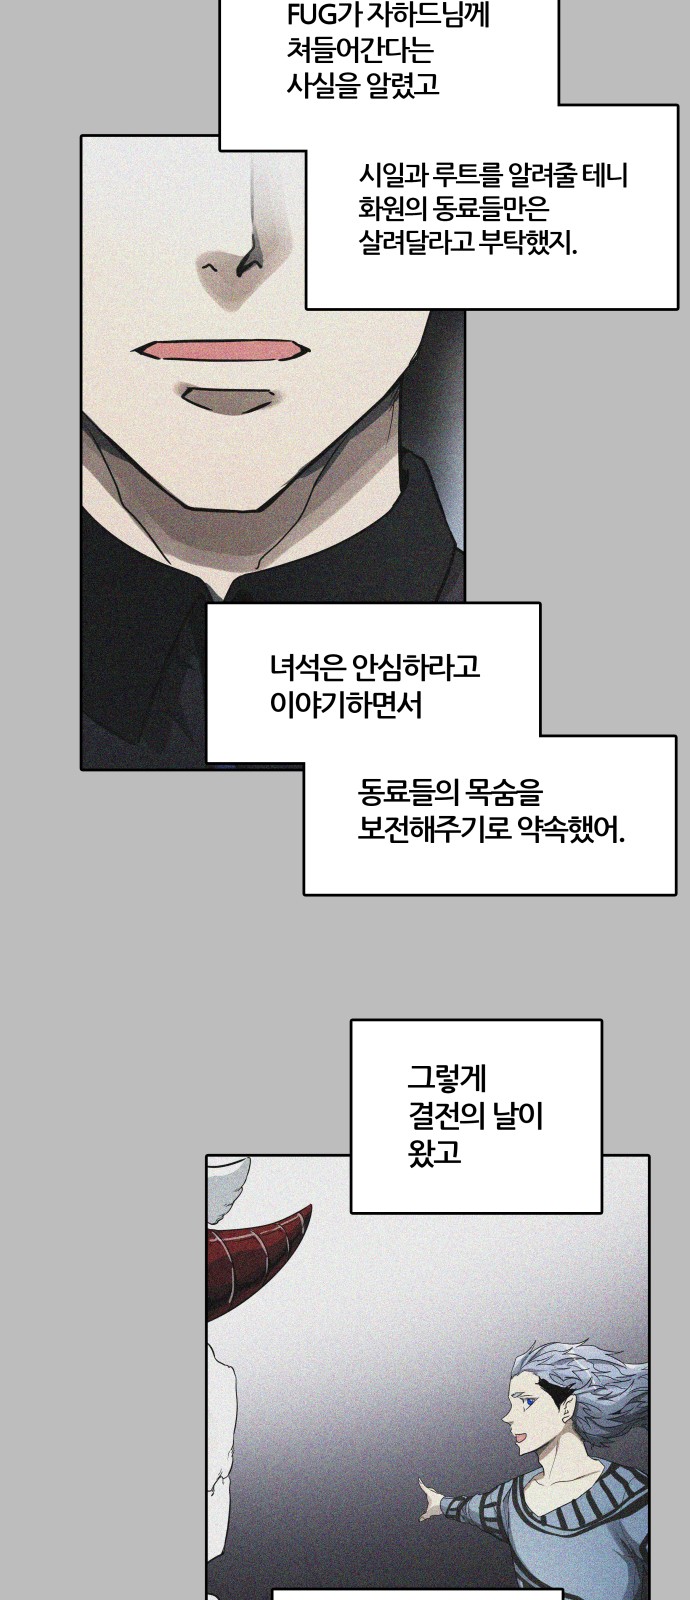 FUG가 자하드님께
쳐들어간다는
사실을 알렸고
시일과 루트를 알려줄 테니
화원의 동료들만은
살려달라고 부탁했지.
녀석은 안심하라고
이야기하면서
동료들의 목숨을
보전해주기로 약속했어.
그렇게
결전의 날이
왔고